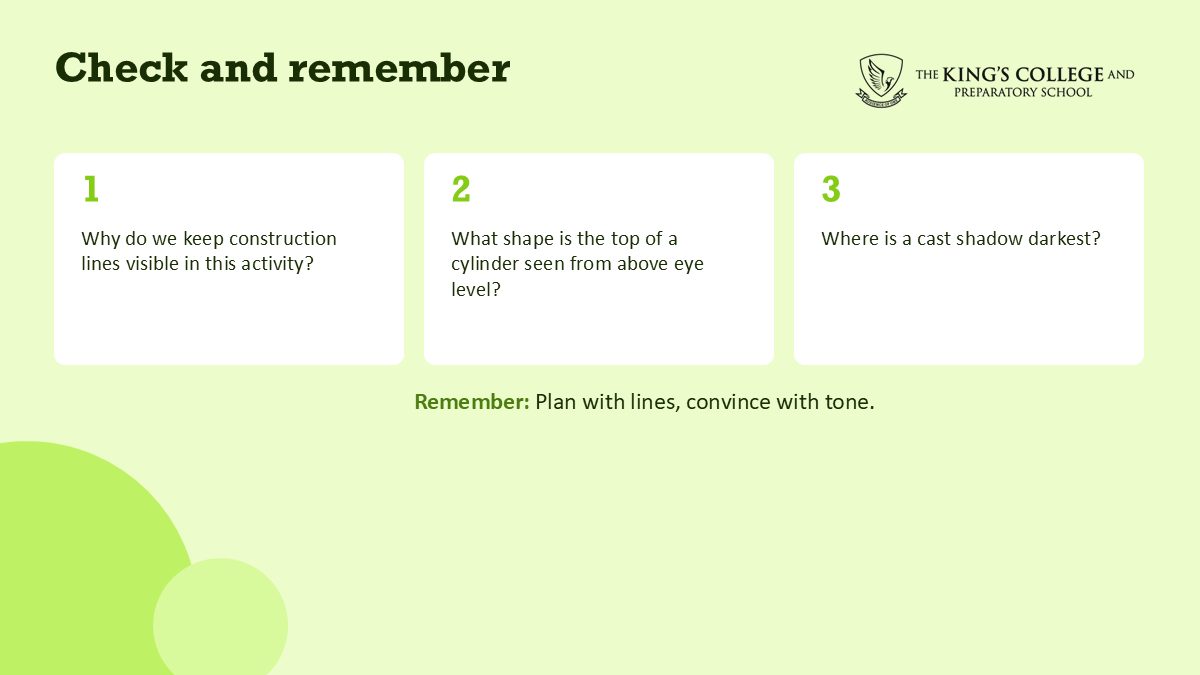 Check and remember
THE KING'S COLLEGE AND
PREPARATORY SCHOOL
1
Why do we keep construction
lines visible in this activity?
2
What shape is the top of a
cylinder seen from above eye
level?
3
Where is a cast shadow darkest?
Remember: Plan with lines, convince with tone.